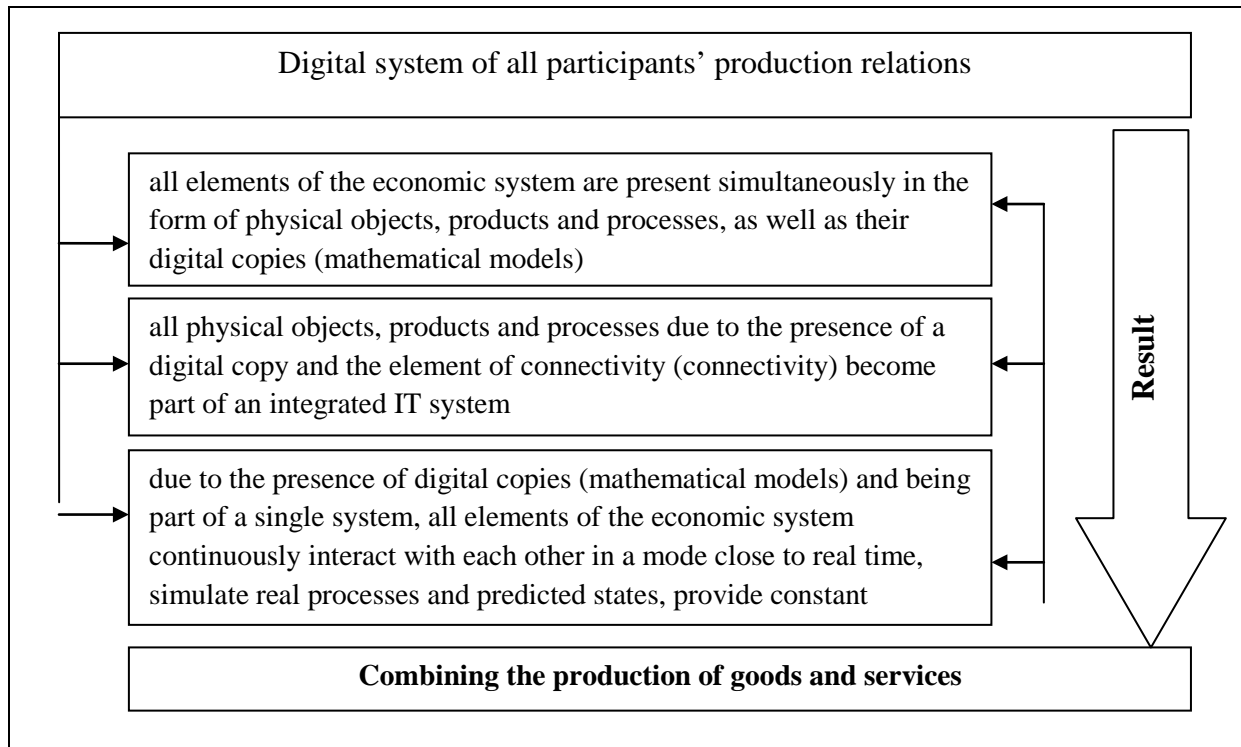 Digital system of all participants’ production relations
all elements of the economic system are present simultaneously in the
form of physical objects, products and processes, as well as their
digital copies (mathematical models)
all physical objects, products and processes due to the presence of a
digital copy and the element of connectivity (connectivity) become
part of an integrated IT system
due to the presence of digital copies (mathematical models) and being
part of a single system, all elements of the economic system
continuously interact with each other in a mode close to real time,
simulate real processes and predicted states, provide constant
Result
Combining the production of goods and services